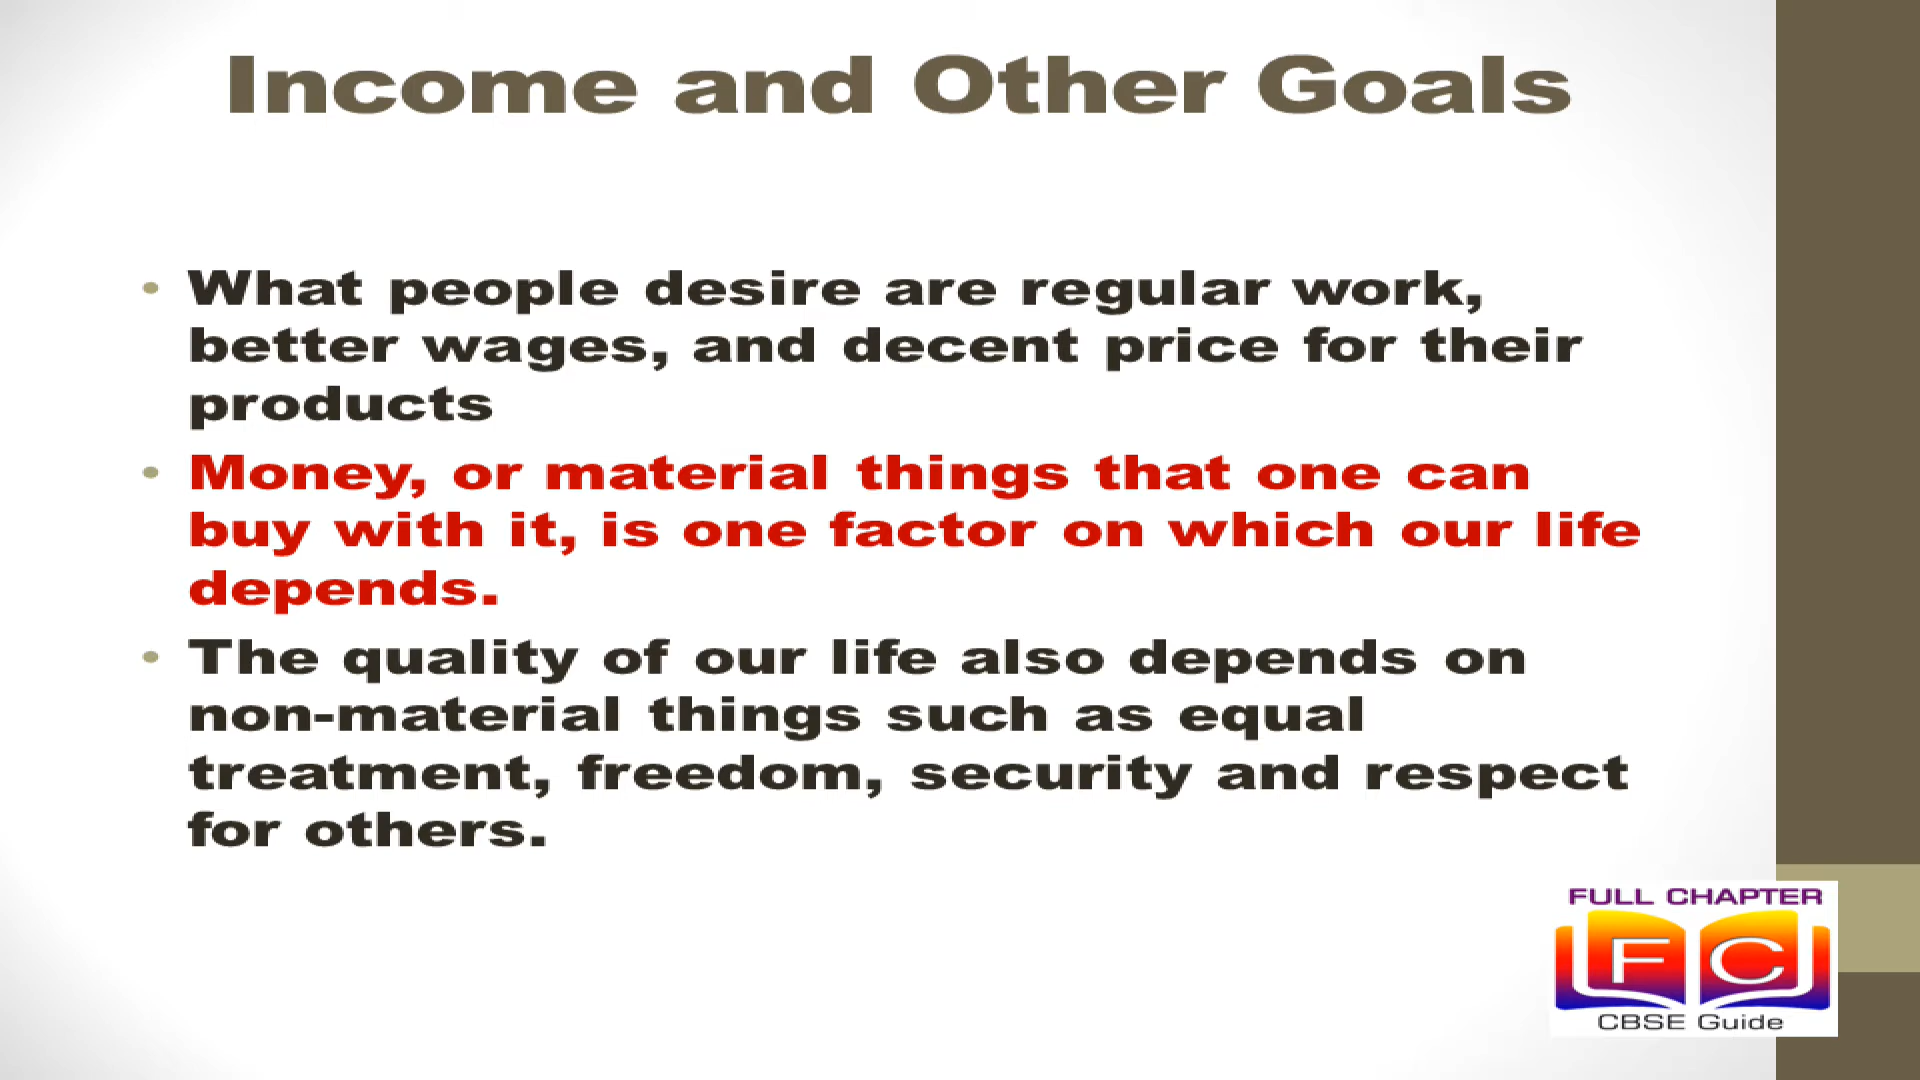 Income and Other Goals
• What people desire are regular work,
better wages, and decent price for their
products
• Money, or material things that one can
buy with it, is one factor on which our life
depends.
• The quality of our life also depends on
non-material things such as equal
treatment, freedom, security and respect
for others.
FULL CHAPTER
FC
CBSE Guide